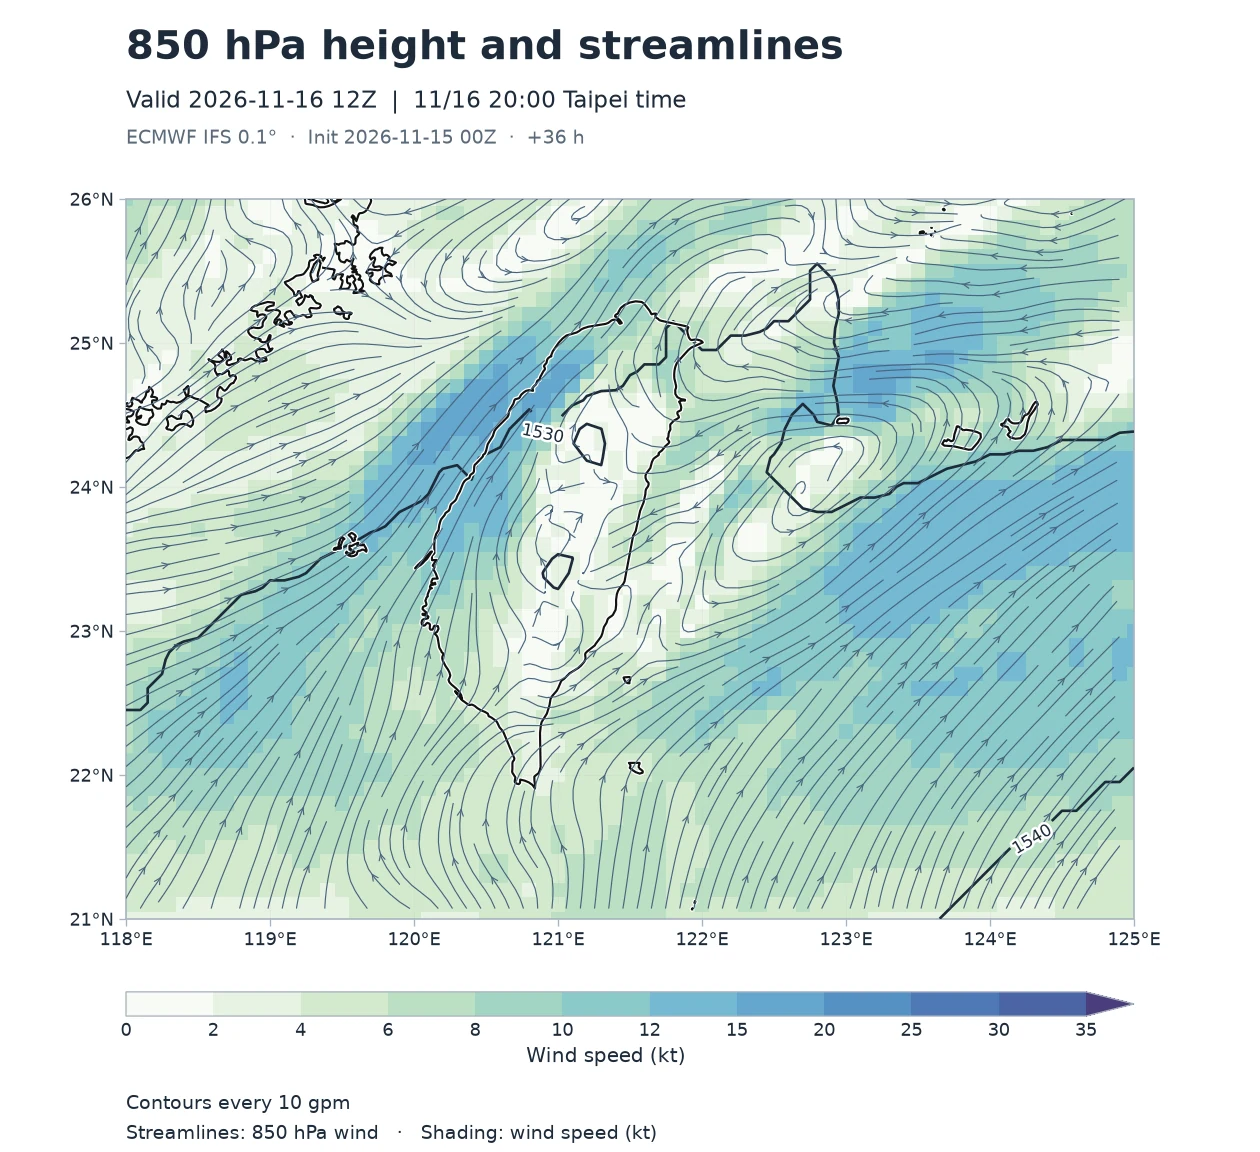 850 hPa height and streamlines
Valid 2026-11-16 12Z | 11/16 20:00 Taipei time
ECMWF IFS 0.1° · Init 2026-11-15 00Z · +36 h
26°N
25°N
24°N
23°N
22°N
21°N
1530
1540
118°E 119°E 120°E 121°E 122°E 123°E 124°E 125°E
0 2 4 6 8 10 12 15 20 25 30 35
Wind speed (kt)
Contours every 10 gpm
Streamlines: 850 hPa wind · Shading: wind speed (kt)